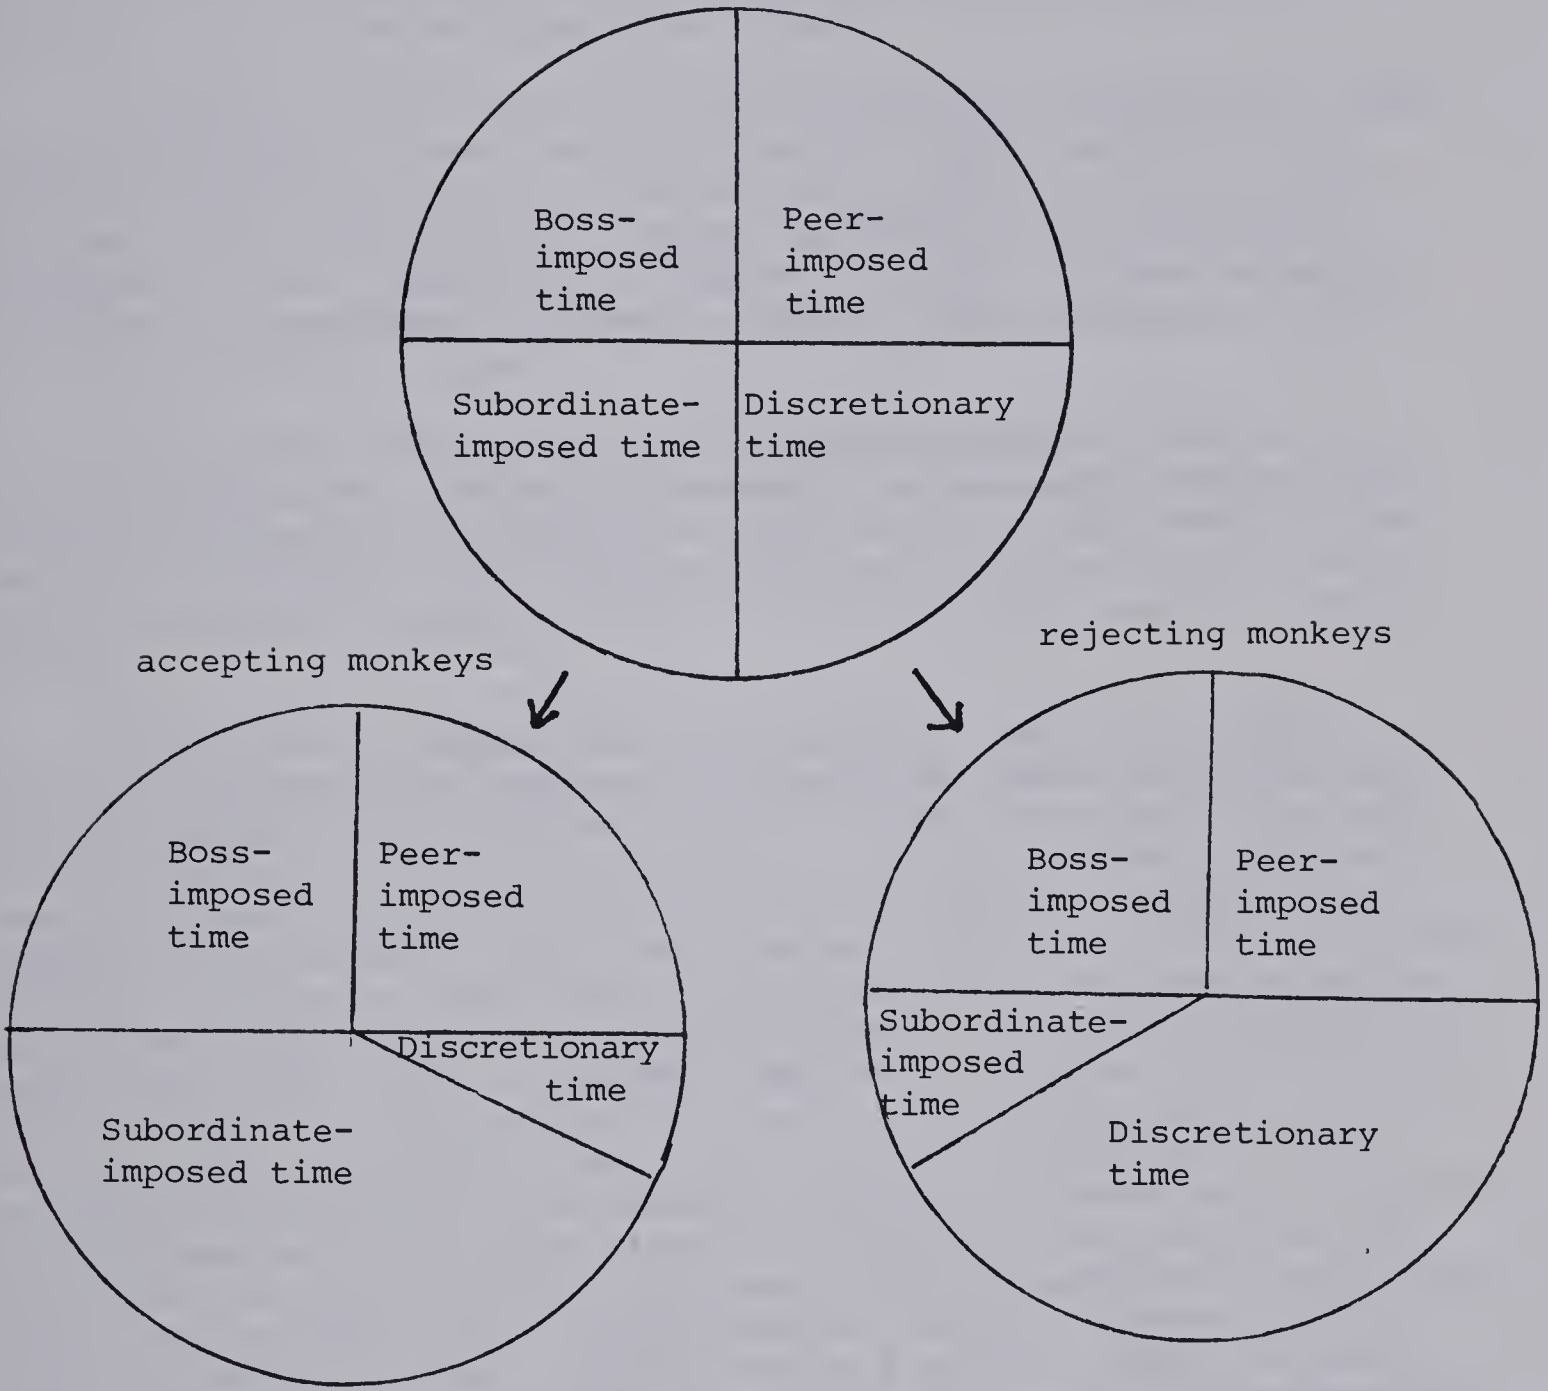 Boss-
imposed
time
Peer-
imposed
time
Subordinate-
imposed time
Discretionary
time
accepting monkeys
rejecting monkeys
Boss-
imposed
time
Peer-
imposed
time
Discretionary
time
Subordinate-
imposed time
Boss-
imposed
time
Peer-
imposed
time
Subordinate-
imposed
time
Discretionary
time